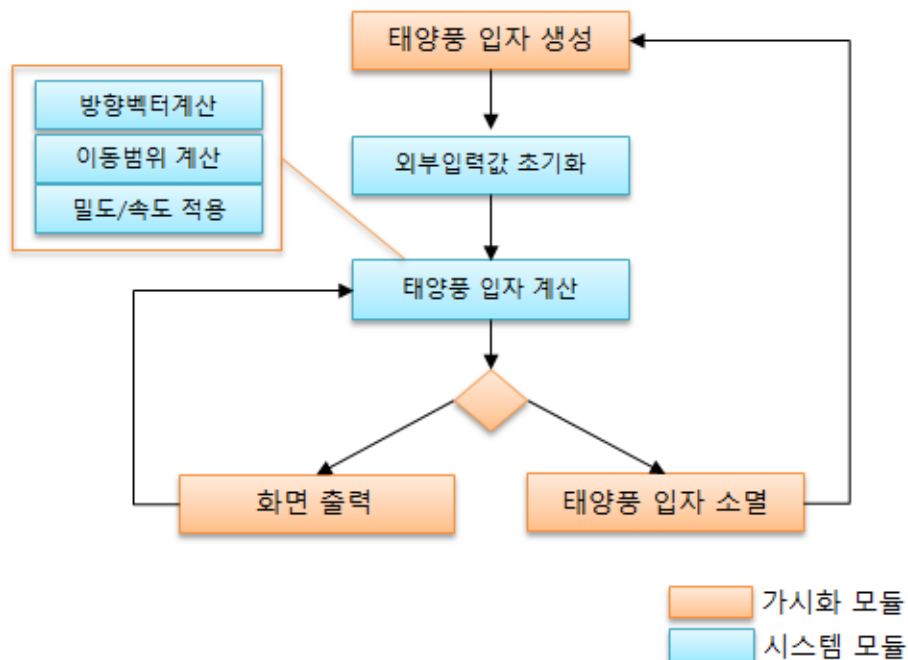 태양풍 입자 생성
방향벡터계산
이동범위 계산
밀도/속도 적용
외부입력값 초기화
태양풍 입자 계산
화면 출력
태양풍 입자 소멸
가시화 모듈
시스템 모듈